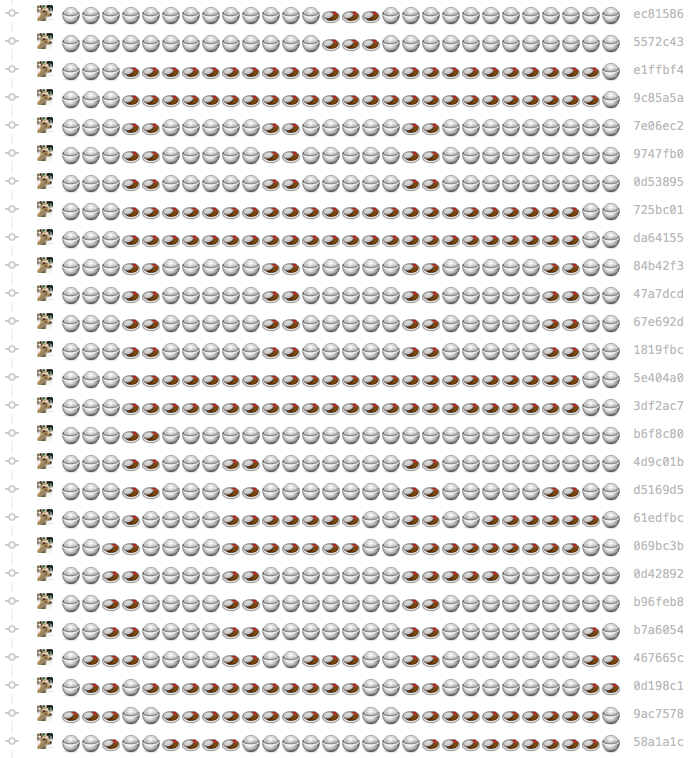 ec81586
5572c43
e1ffbf4
9c85a5a
7e06ec2
9747fb0
0d53895
725bc01
da64155
84b42f3
47a7dcd
67e692d
1819fbc
5e404a0
3df2ac7
b6f8c80
4d9c01b
d5169d5
61edfbc
069bc3b
0d42892
b96feb8
b7a6054
467665c
0d198c1
9ac7578
58a1a1c